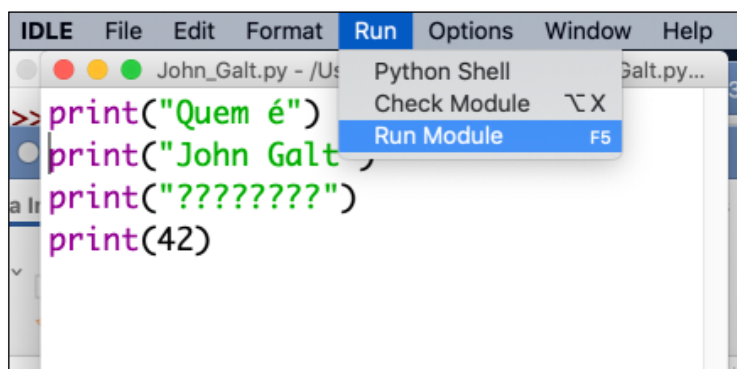 IDLE File Edit Format Run Options Window Help
John_Galt.py - /Us
Galt.py...
Python Shell
Check Module ⌥X
Run Module F5
>>
print("Quem é")
print("John Galt")
print("????????")
print(42)